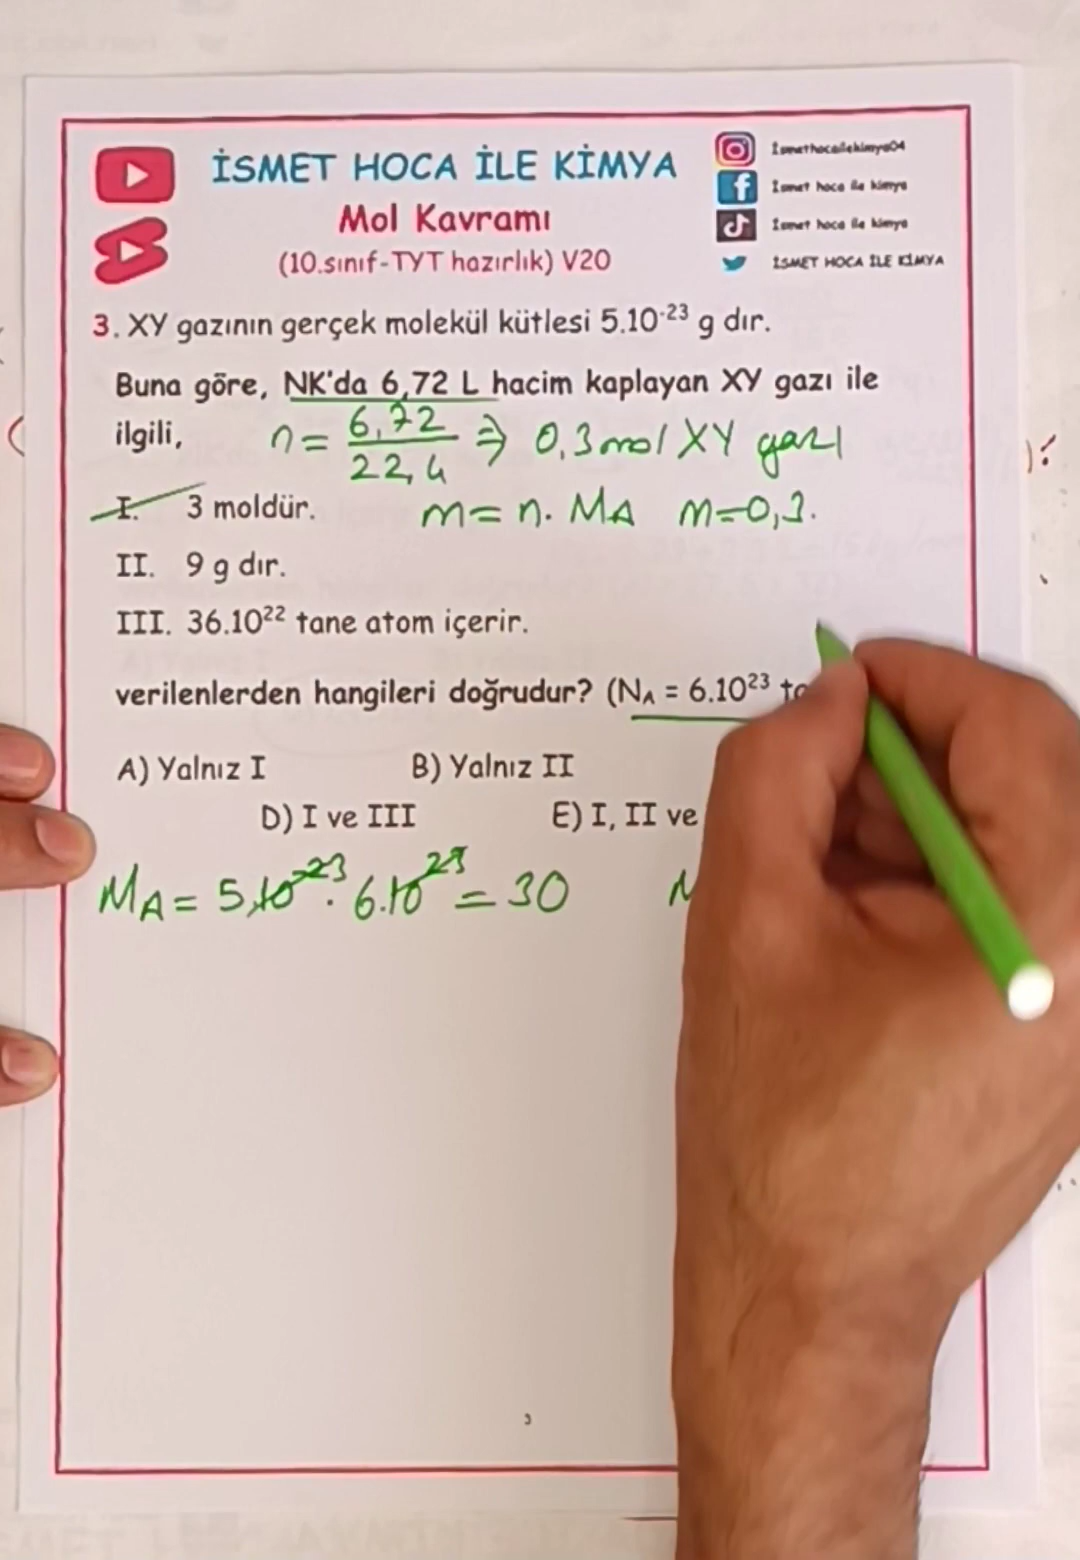 İSMET HOCA İLE KİMYA
Mol Kavramı
(10.sınıf-TYT hazırlık) V20
İsmethocailekimya04
İsmet hoca ile kimya
İsmet hoca ile kimya
İSMET HOCA İLE KİMYA
3. XY gazının gerçek molekül kütlesi 5.10⁻²³ g dır.
Buna göre, NK'da 6,72 L hacim kaplayan XY gazı ile
ilgili,
n = 6,72 / 22,4 ⇒ 0,3 mol XY gazı
I. 3 moldür.
m = n. MA m=0,3.
II. 9 g dır.
III. 36.10²² tane atom içerir.
verilenlerden hangileri doğrudur? (NA = 6.10²³
A) Yalnız I B) Yalnız II
D) I ve III E) I, II ve
MA = 5.10⁻²³ . 6.10²³ = 30